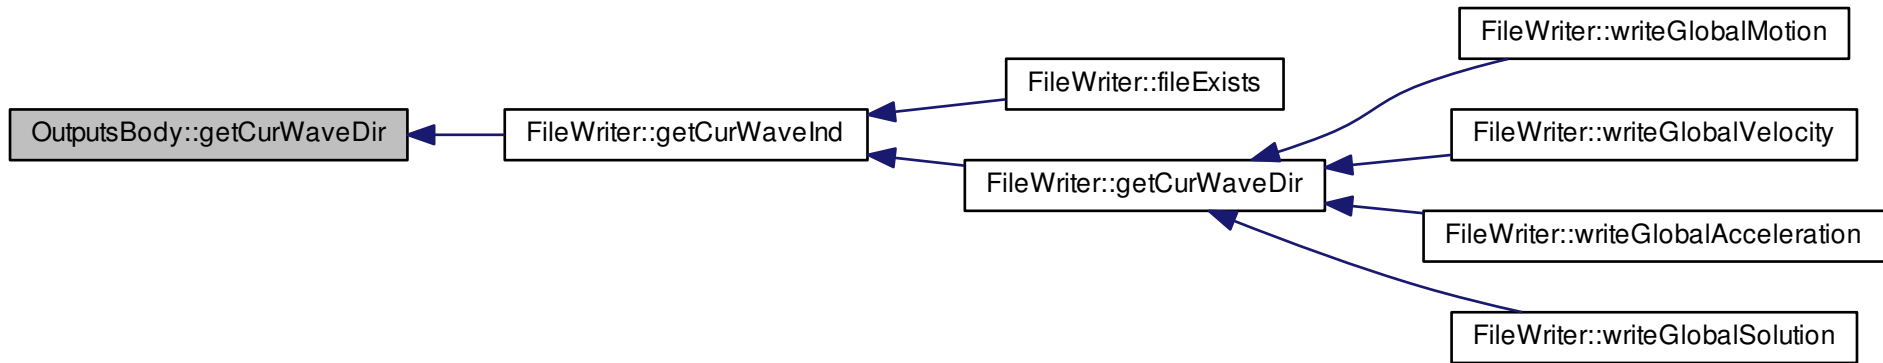 OutputsBody::getCurWaveDir
FileWriter::getCurWaveInd
FileWriter::fileExists
FileWriter::getCurWaveDir
FileWriter::writeGlobalMotion
FileWriter::writeGlobalVelocity
FileWriter::writeGlobalAcceleration
FileWriter::writeGlobalSolution